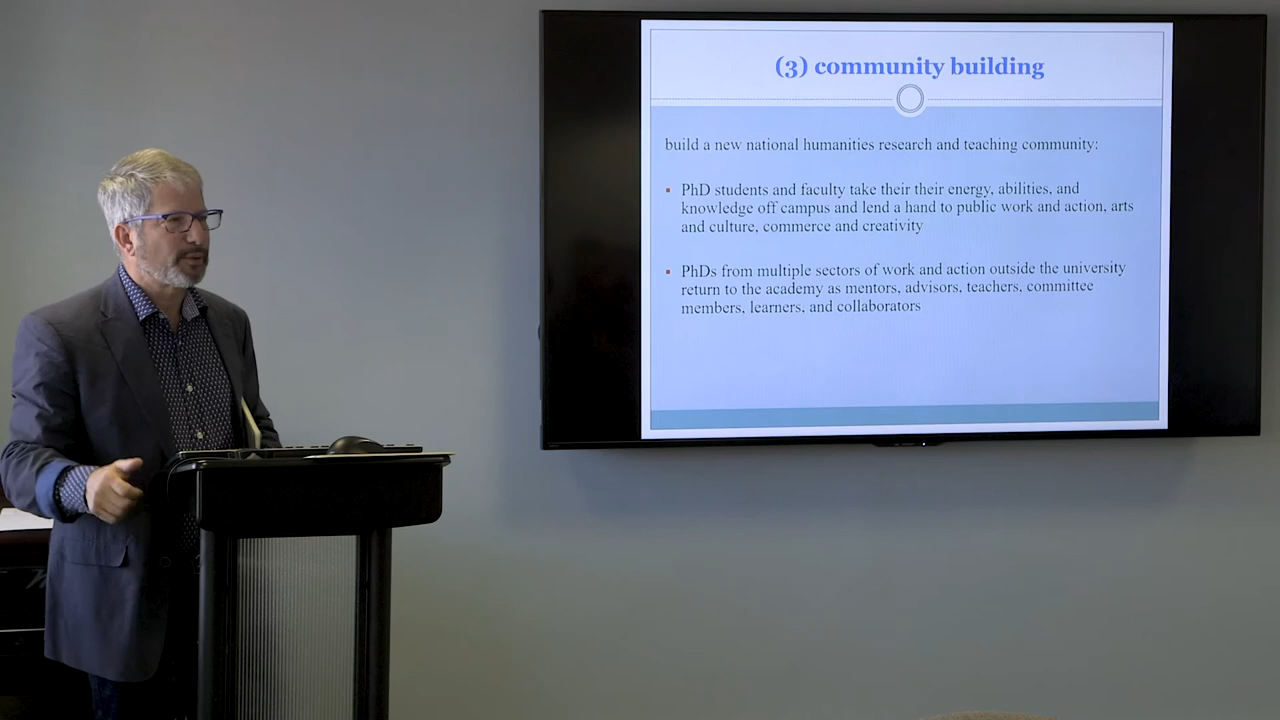 (3) community building
build a new national humanities research and teaching community:
▪ PhD students and faculty take their their energy, abilities, and
knowledge off campus and lend a hand to public work and action, arts
and culture, commerce and creativity
▪ PhDs from multiple sectors of work and action outside the university
return to the academy as mentors, advisors, teachers, committee
members, learners, and collaborators